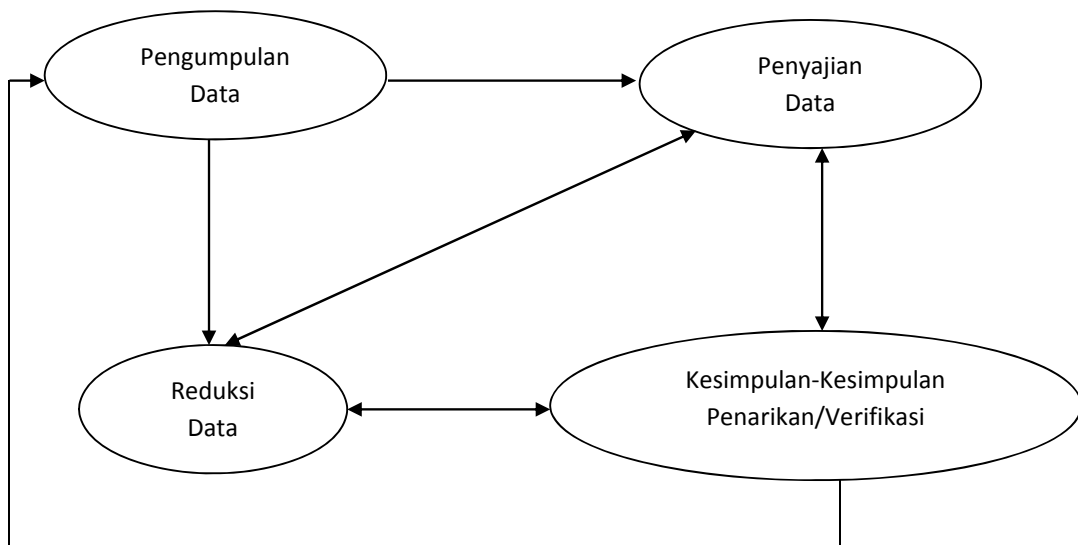 Pengumpulan
Data
Penyajian
Data
Reduksi
Data
Kesimpulan-Kesimpulan
Penarikan/Verifikasi